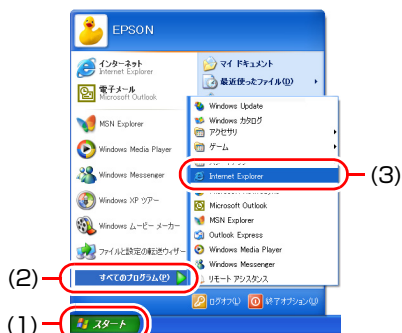 EPSON
インターネット
Internet Explorer
電子メール
Microsoft Outlook
MSN Explorer
Windows Media Player
Windows Messenger
Windows XP ツアー
Windows ムービー メーカー
ファイルと設定の転送ウィザー
すべてのプログラム(P)
マイ ドキュメント
最近使ったファイル(D)
Windows Update
Windows カタログ
アクセサリ
ゲーム
スタートアップ
Internet Explorer
Microsoft Outlook
MSN Explorer
Outlook Express
Windows Media Player
Windows Messenger
リモート アシスタンス
ログオフ(L)
終了オプション(U)
スタート
(1)
(2)
(3)